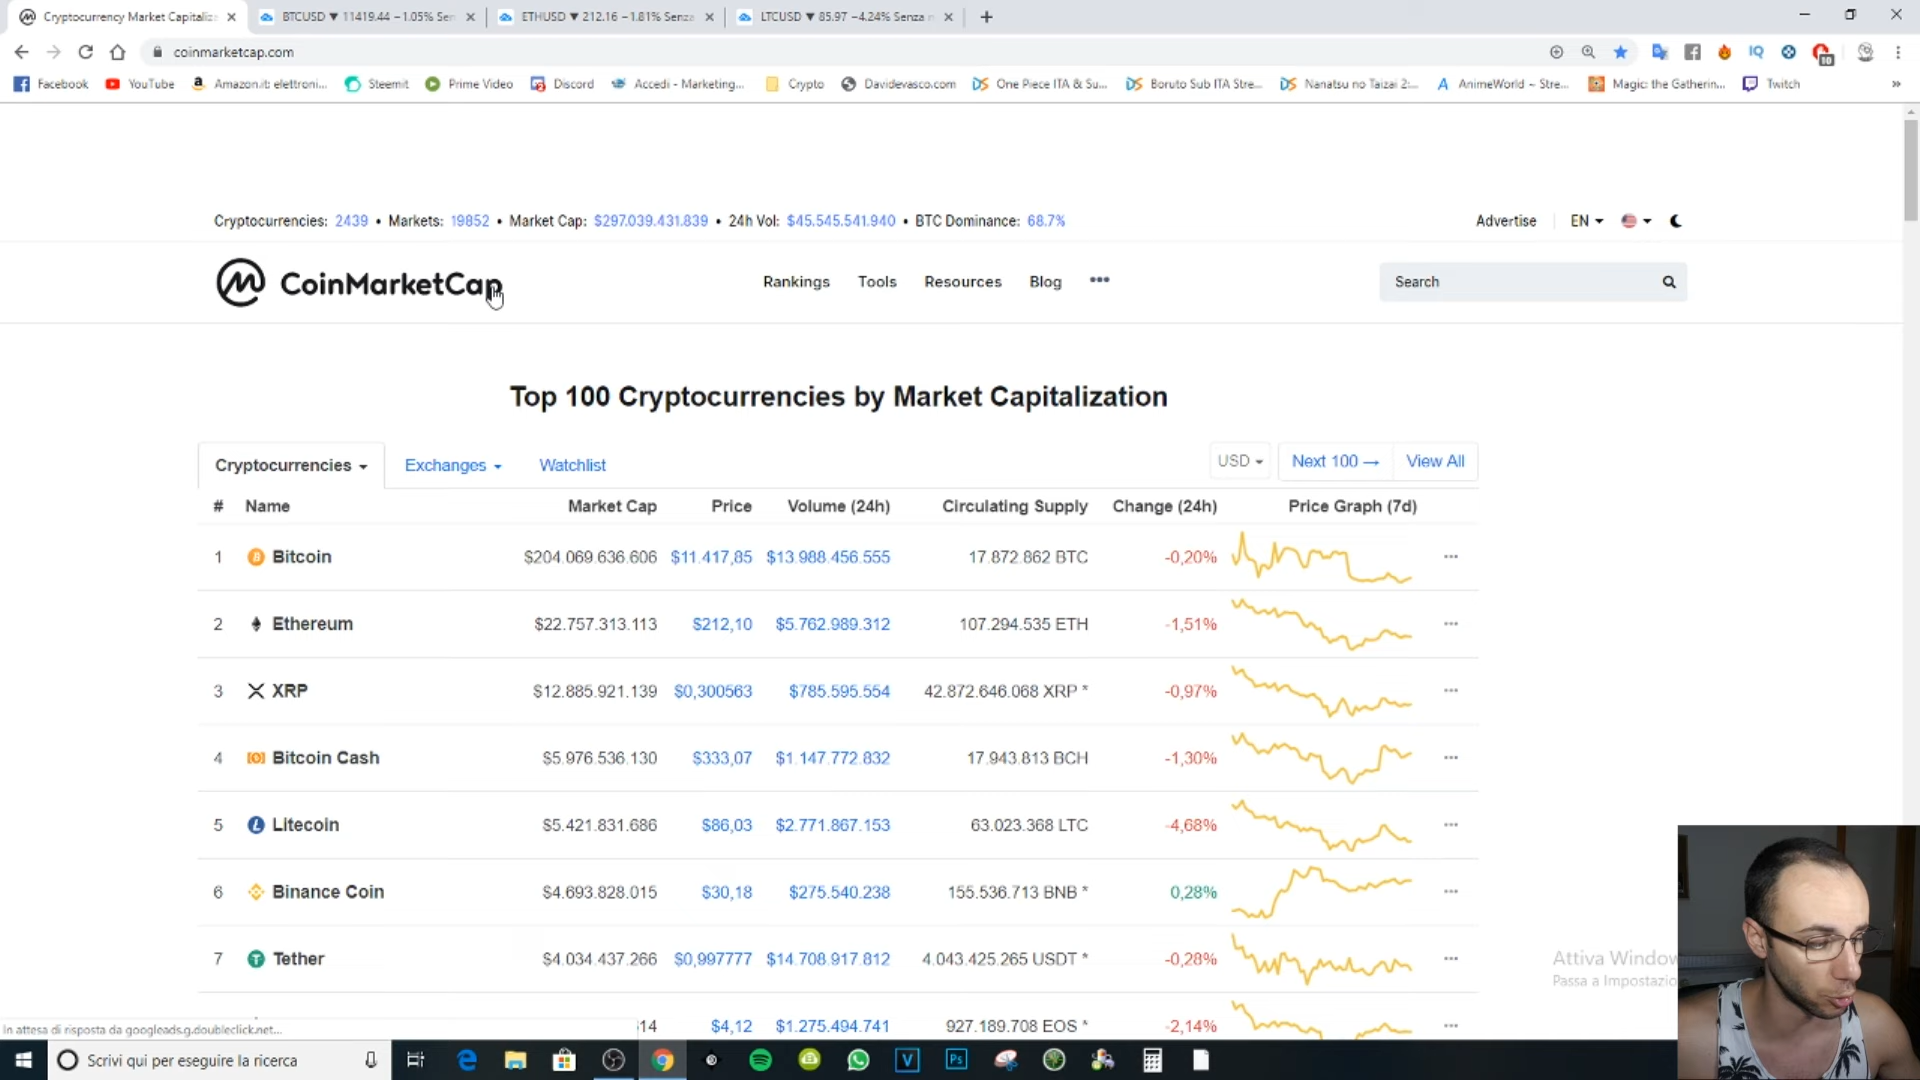 Cryptocurrency Market Capitaliz
BTCUSD ▼ 11419.44 −1.05% Sen
ETHUSD ▼ 212.16 −1.81% Senza
LTCUSD ▼ 85.97 −4.24% Senza n
coinmarketcap.com
10
Facebook
YouTube
Amazon.it: elettroni...
Steemit
Prime Video
Discord
Accedi - Marketing...
Crypto
Davidevasco.com
One Piece ITA & Su...
Boruto Sub ITA Stre...
Nanatsu no Taizai 2:...
AnimeWorld ~ Stre...
Magic: the Gatherin...
Twitch
Cryptocurrencies: 2439 • Markets: 19852 • Market Cap: $297.039.431.839 • 24h Vol: $45.545.541.940 • BTC Dominance: 68.7%
Advertise EN
CoinMarketCap
Rankings Tools Resources Blog •••
Search
Top 100 Cryptocurrencies by Market Capitalization
Cryptocurrencies Exchanges Watchlist
USD Next 100 → View All
# Name Market Cap Price Volume (24h) Circulating Supply Change (24h) Price Graph (7d)
1 Bitcoin $204.069.636.606 $11.417,85 $13.988.456.555 17.872.862 BTC -0,20%
2 Ethereum $22.757.313.113 $212,10 $5.762.989.312 107.294.535 ETH -1,51%
3 XRP $12.885.921.139 $0,300563 $785.595.554 42.872.646.068 XRP * -0,97%
4 Bitcoin Cash $5.976.536.130 $333,07 $1.147.772.832 17.943.813 BCH -1,30%
5 Litecoin $5.421.831.686 $86,03 $2.771.867.153 63.023.368 LTC -4,68%
6 Binance Coin $4.693.828.015 $30,18 $275.540.238 155.536.713 BNB * 0,28%
7 Tether $4.034.437.266 $0,997777 $14.708.917.812 4.043.425.265 USDT * -0,28%
14 $4,12 $1.275.494.741 927.189.708 EOS * -2,14%
Attiva Window
Passa a Impostazio
In attesa di risposta da googleads.g.doubleclick.net...
Scrivi qui per eseguire la ricerca
V
Ps